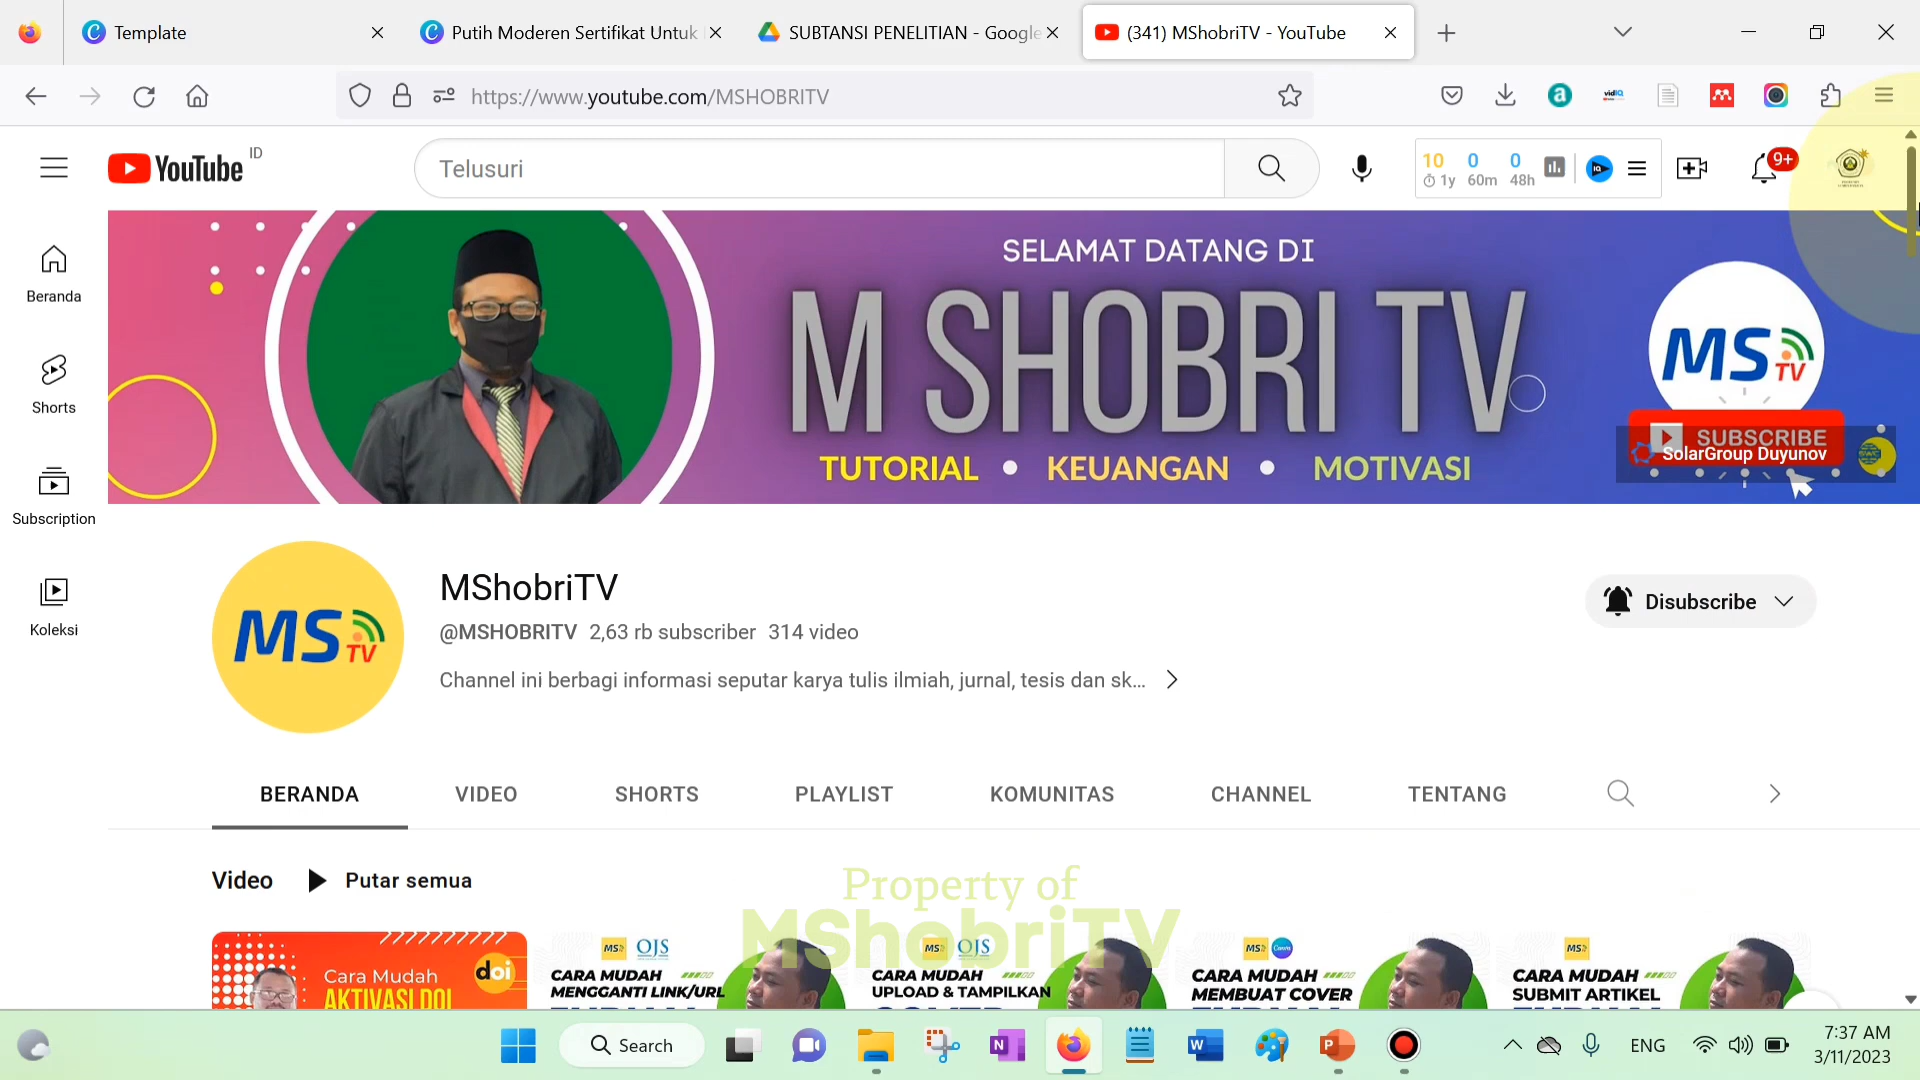 Template
Putih Moderen Sertifikat Untuk
SUBTANSI PENELITIAN - Google
(341) MShobriTV - YouTube
https://www.youtube.com/MSHOBRITV
YouTube ID
Telusuri
10 0 0
1y 60m 48h
9+
Beranda
Shorts
Subscription
Koleksi
SELAMAT DATANG DI
M SHOBRI TV
TUTORIAL • KEUANGAN • MOTIVASI
MS TV
SUBSCRIBE
SolarGroup Duyunov
MS TV
MShobriTV
@MSHOBRITV 2,63 rb subscriber 314 video
Channel ini berbagi informasi seputar karya tulis ilmiah, jurnal, tesis dan sk...
Disubscribe
BERANDA VIDEO SHORTS PLAYLIST KOMUNITAS CHANNEL TENTANG
Video Putar semua
Property of
MShobriTV
Cara Mudah
AKTIVASI DOI
doi
OJS
CARA MUDAH
MENGGANTI LINK/URL
OJS
CARA MUDAH
UPLOAD & TAMPILKAN
CARA MUDAH
MEMBUAT COVER
CARA MUDAH
SUBMIT ARTIKEL
Search
ENG
7:37 AM
3/11/2023